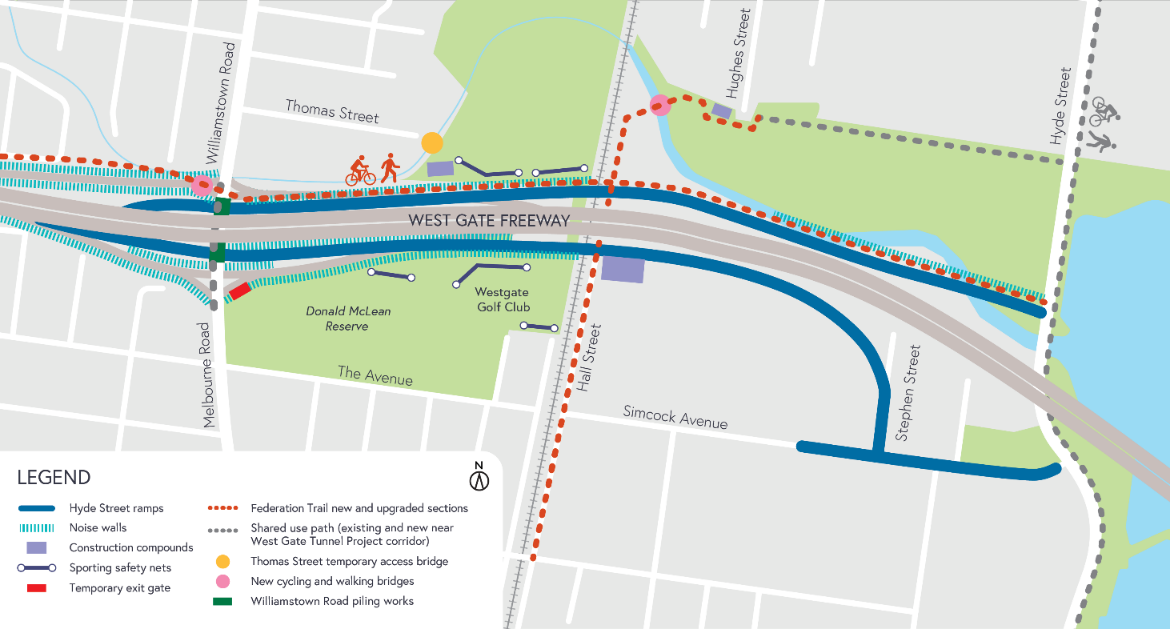 Williamstown Road
Thomas Street
Hughes Street
Hyde Street
WEST GATE FREEWAY
Donald McLean
Reserve
Westgate
Golf Club
Melbourne Road
The Avenue
Hall Street
Simcock Avenue
Stephen Street
LEGEND
N
Hyde Street ramps
Noise walls
Construction compounds
Sporting safety nets
Temporary exit gate
Federation Trail new and upgraded sections
Shared use path (existing and new near
West Gate Tunnel Project corridor)
Thomas Street temporary access bridge
New cycling and walking bridges
Williamstown Road piling works